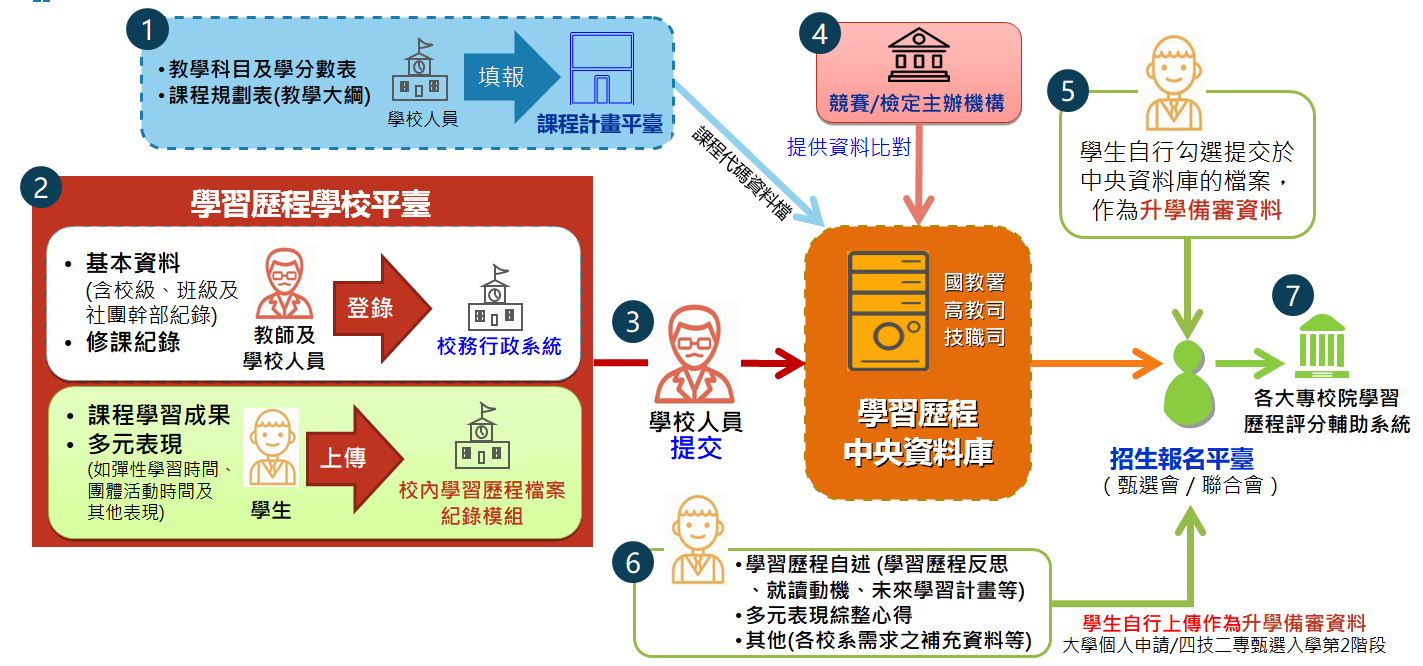 1
•教學科目及學分數表
•課程規劃表(教學大綱)
學校人員
填報
課程計畫平臺
課程代碼資料檔
2
學習歷程學校平臺
• 基本資料
(含校級、班級及
社團幹部紀錄)
• 修課紀錄
教師及
學校人員
登錄
校務行政系統
• 課程學習成果
• 多元表現
(如彈性學習時間、
團體活動時間及
其他表現)
學生
上傳
校內學習歷程檔案
紀錄模組
3
學校人員
提交
4
競賽/檢定主辦機構
提供資料比對
國教署
高教司
技職司
學習歷程
中央資料庫
5
學生自行勾選提交於
中央資料庫的檔案，
作為升學備審資料
6
•學習歷程自述 (學習歷程反思
、就讀動機、未來學習計畫等)
•多元表現綜整心得
•其他(各校系需求之補充資料等)
學生自行上傳作為升學備審資料
大學個人申請/四技二專甄選入學第2階段
招生報名平臺
( 甄選會 / 聯合會 )
7
各大專校院學習
歷程評分輔助系統